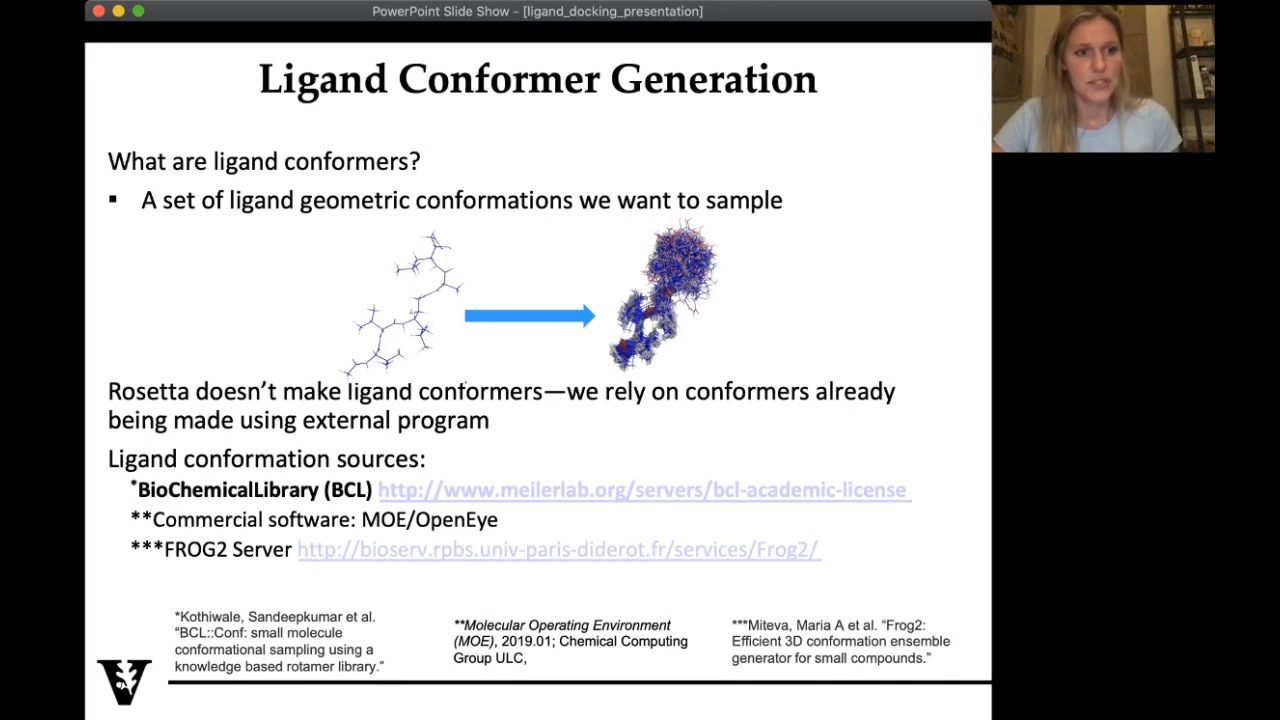 PowerPoint Slide Show - [ligand_docking_presentation]
Ligand Conformer Generation
What are ligand conformers?
▪ A set of ligand geometric conformations we want to sample
Rosetta doesn’t make ligand conformers—we rely on conformers already
being made using external program
Ligand conformation sources:
*BioChemicalLibrary (BCL) http://www.meilerlab.org/servers/bcl-academic-license
**Commercial software: MOE/OpenEye
***FROG2 Server http://bioserv.rpbs.univ-paris-diderot.fr/services/Frog2/
*Kothiwale, Sandeepkumar et al.
“BCL::Conf: small molecule
conformational sampling using a
knowledge based rotamer library.”
**Molecular Operating Environment
(MOE), 2019.01; Chemical Computing
Group ULC,
***Miteva, Maria A et al. “Frog2:
Efficient 3D conformation ensemble
generator for small compounds.”
V